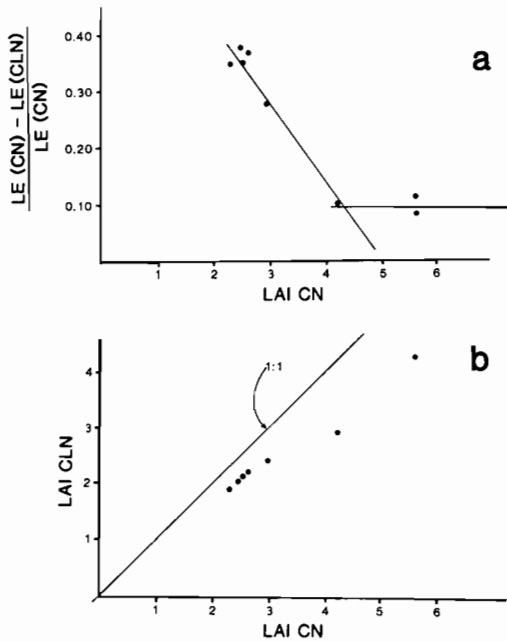 a
LE (CN) - LE (CLN)
LE (CN)
0.40
0.30
0.20
0.10
1 2 3 4 5 6
LAI CN
b
1:1
LAI CLN
4
3
2
1
1 2 3 4 5 6
LAI CN